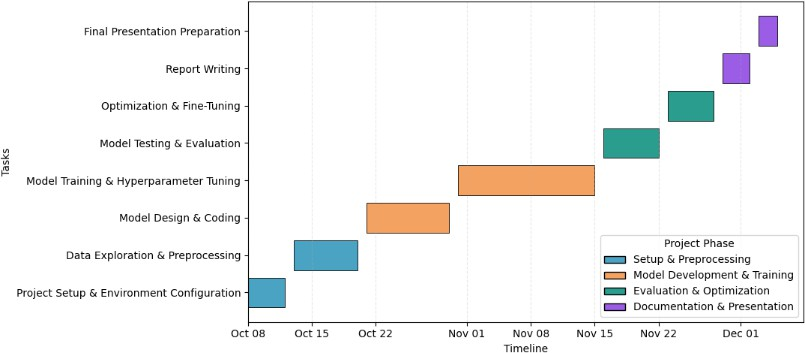 Final Presentation Preparation
Report Writing
Optimization & Fine-Tuning
Model Testing & Evaluation
Model Training & Hyperparameter Tuning
Model Design & Coding
Data Exploration & Preprocessing
Project Setup & Environment Configuration
Tasks
Project Phase
Setup & Preprocessing
Model Development & Training
Evaluation & Optimization
Documentation & Presentation
Oct 08 Oct 15 Oct 22 Nov 01 Nov 08 Nov 15 Nov 22 Dec 01
Timeline